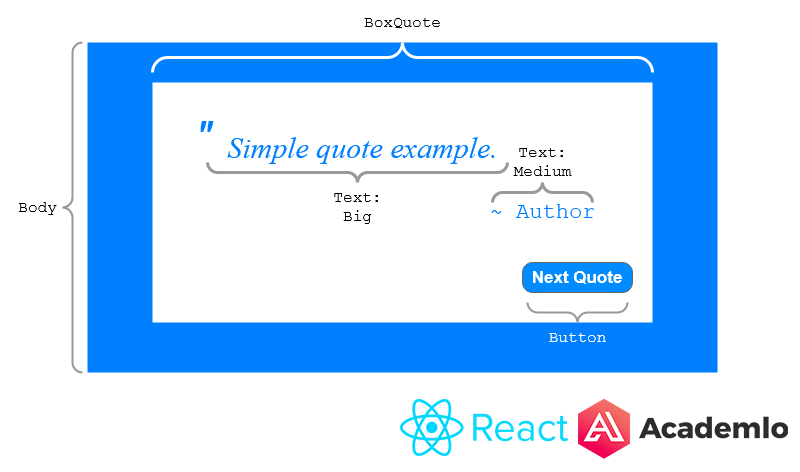 BoxQuote
"
Simple quote example.
Text:
Medium
Text:
Big
Body
~ Author
Next Quote
Button
React
Academlo